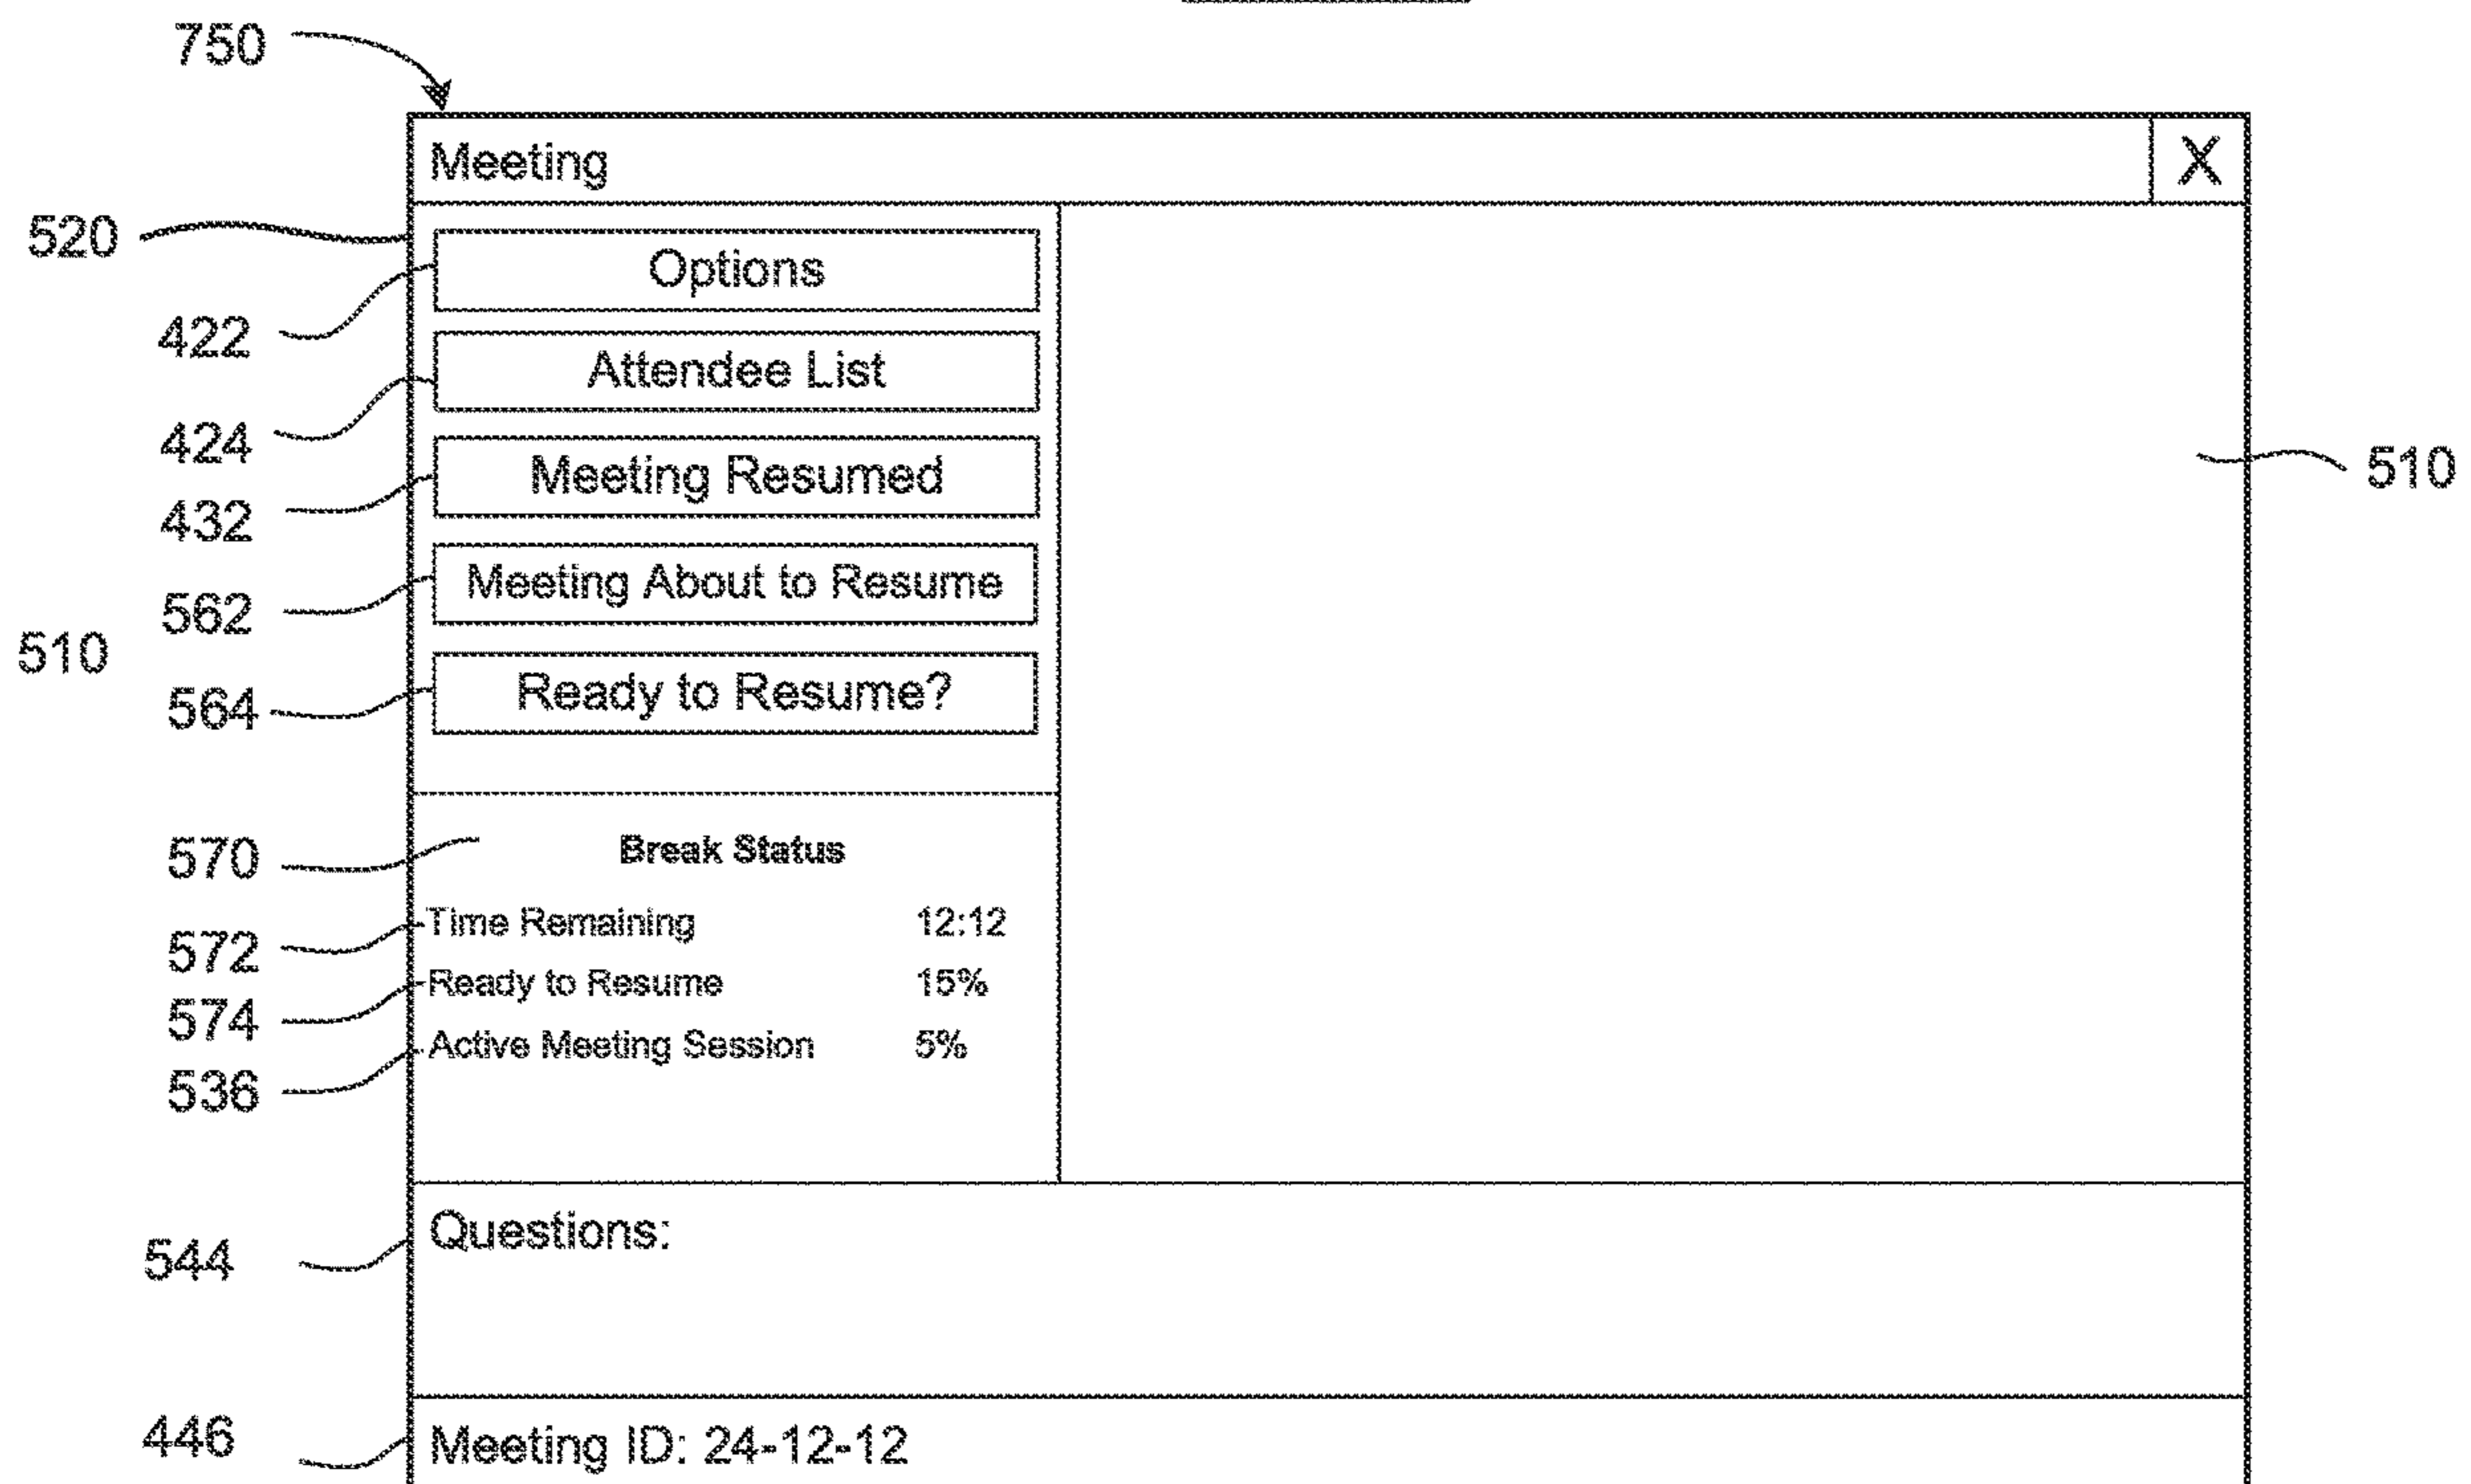 750
Meeting X
520
Options
422
Attendee List
424
Meeting Resumed
510
432
Meeting About to Resume
562
510
Ready to Resume?
564
570 Break Status
Time Remaining 12:12
572
Ready to Resume 15%
574
Active Meeting Session 5%
536
Questions:
544
446 Meeting ID: 24-12-12